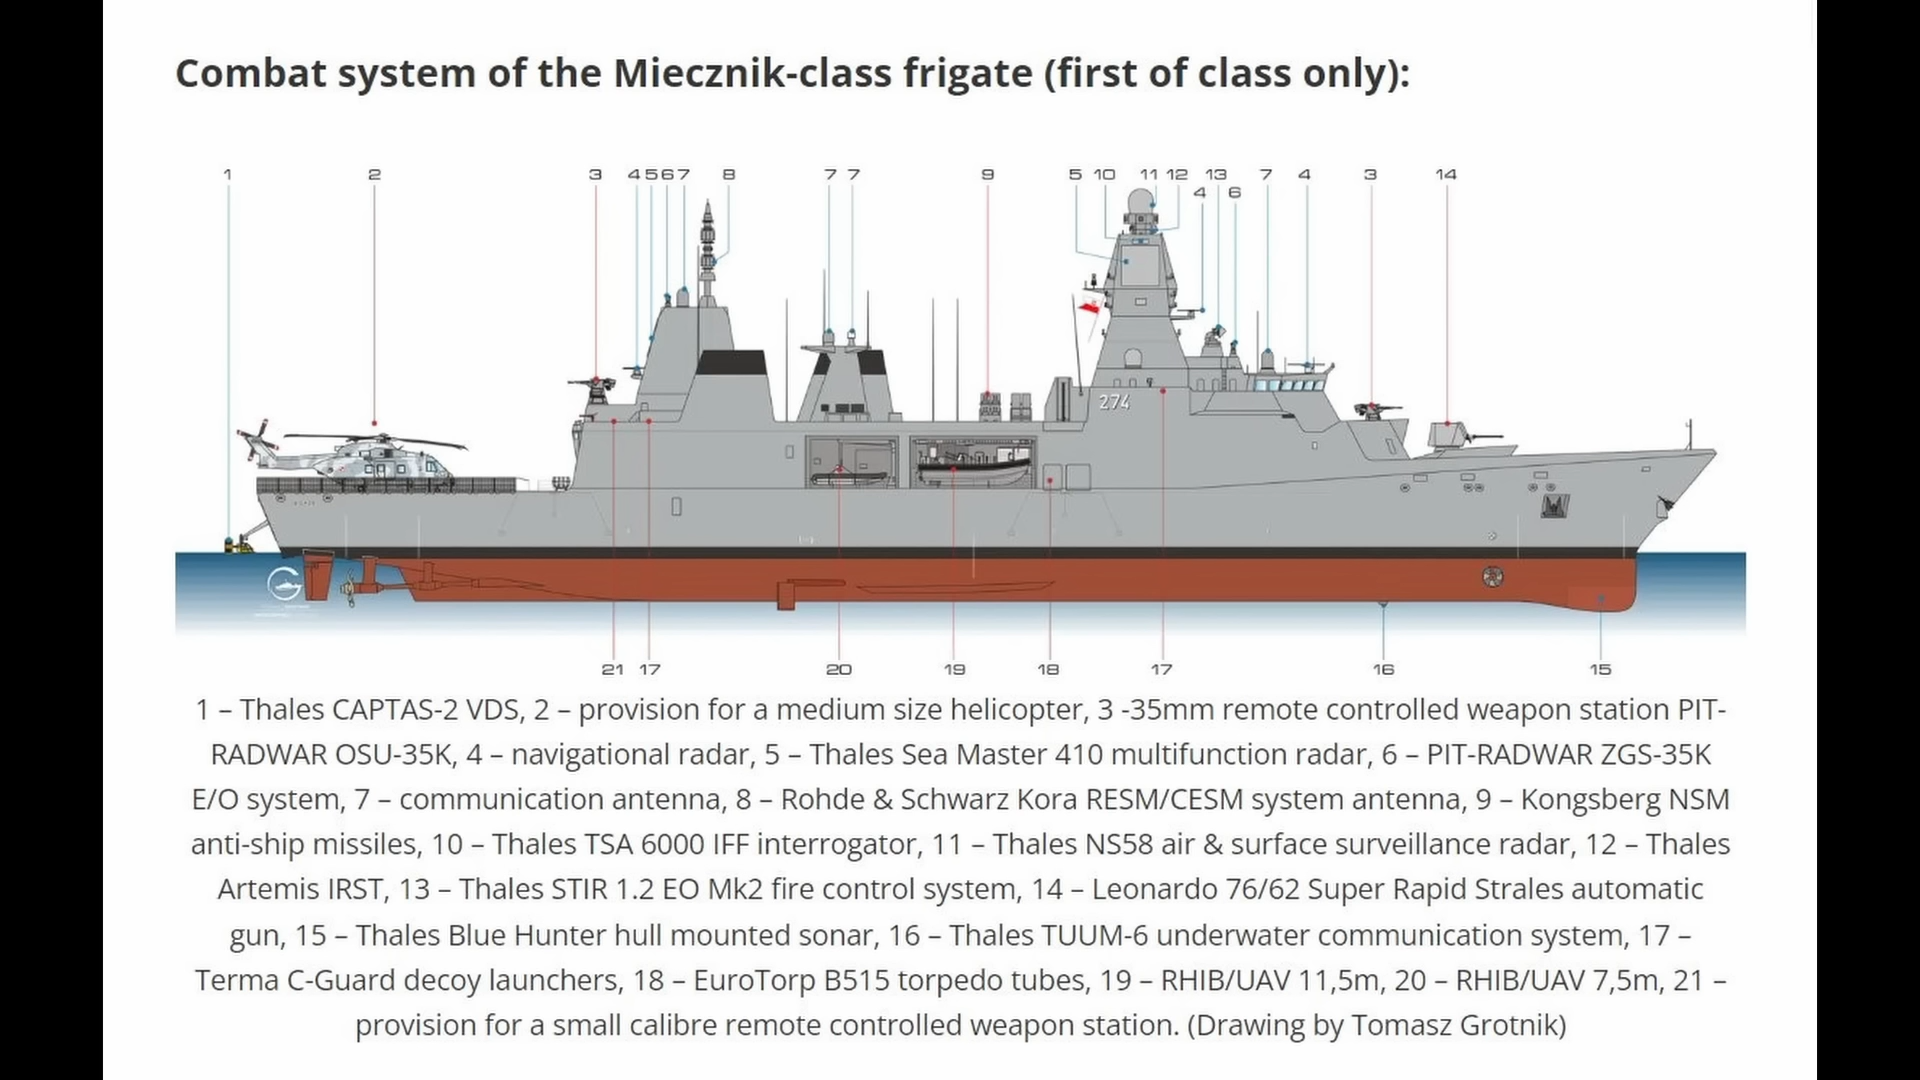 Combat system of the Miecznik-class frigate (first of class only):
1 2 3 4 5 6 7 8 7 7 9 5 10 11 12 13 7 4 3 14
4 6
274
21 17 20 19 18 17 16 15
1 – Thales CAPTAS-2 VDS, 2 – provision for a medium size helicopter, 3 -35mm remote controlled weapon station PIT-
RADWAR OSU-35K, 4 – navigational radar, 5 – Thales Sea Master 410 multifunction radar, 6 – PIT-RADWAR ZGS-35K
E/O system, 7 – communication antenna, 8 – Rohde & Schwarz Kora RESM/CESM system antenna, 9 – Kongsberg NSM
anti-ship missiles, 10 – Thales TSA 6000 IFF interrogator, 11 – Thales NS58 air & surface surveillance radar, 12 – Thales
Artemis IRST, 13 – Thales STIR 1.2 EO Mk2 fire control system, 14 – Leonardo 76/62 Super Rapid Strales automatic
gun, 15 – Thales Blue Hunter hull mounted sonar, 16 – Thales TUUM-6 underwater communication system, 17 –
Terma C-Guard decoy launchers, 18 – EuroTorp B515 torpedo tubes, 19 – RHIB/UAV 11,5m, 20 – RHIB/UAV 7,5m, 21 –
provision for a small calibre remote controlled weapon station. (Drawing by Tomasz Grotnik)